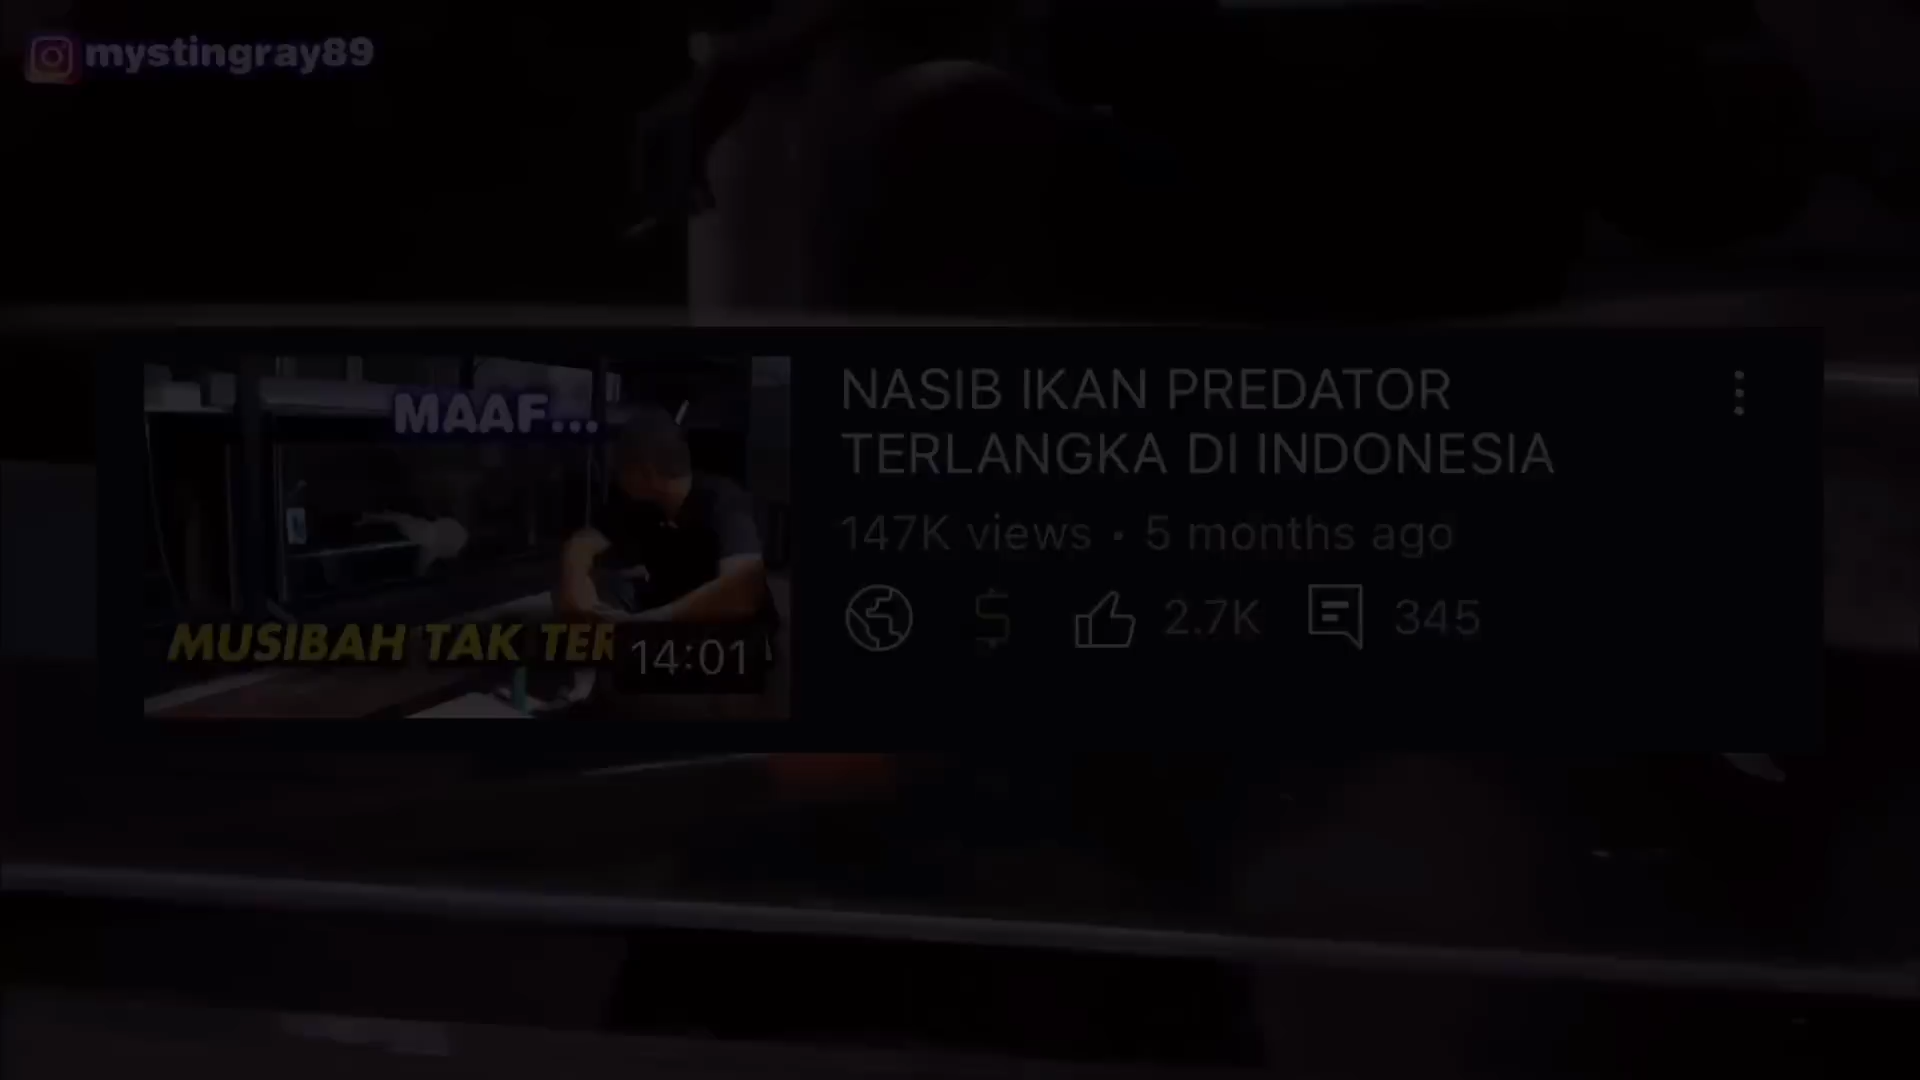 mystingray89
MAAF...
MUSIBAH TAK TER
14:01
NASIB IKAN PREDATOR
TERLANGKA DI INDONESIA
147K views · 5 months ago
2.7K 345